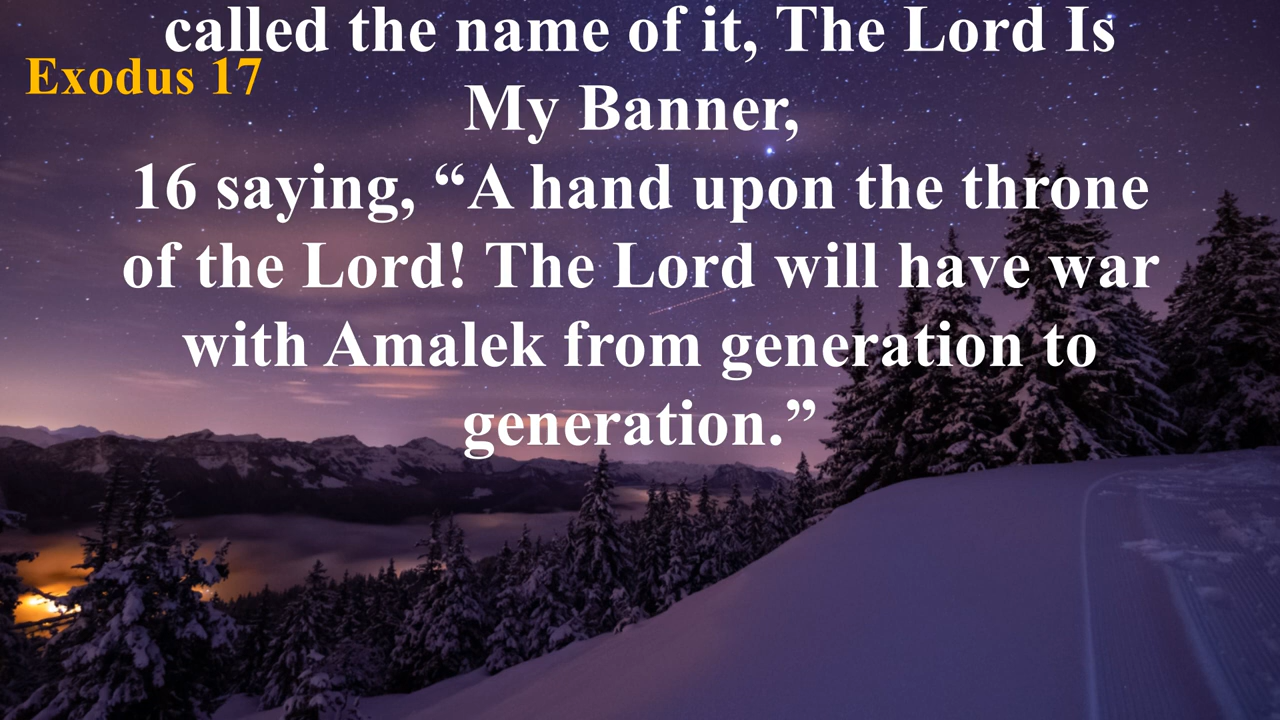 called the name of it, The Lord Is
Exodus 17
My Banner,
16 saying, “A hand upon the throne
of the Lord! The Lord will have war
with Amalek from generation to
generation.”